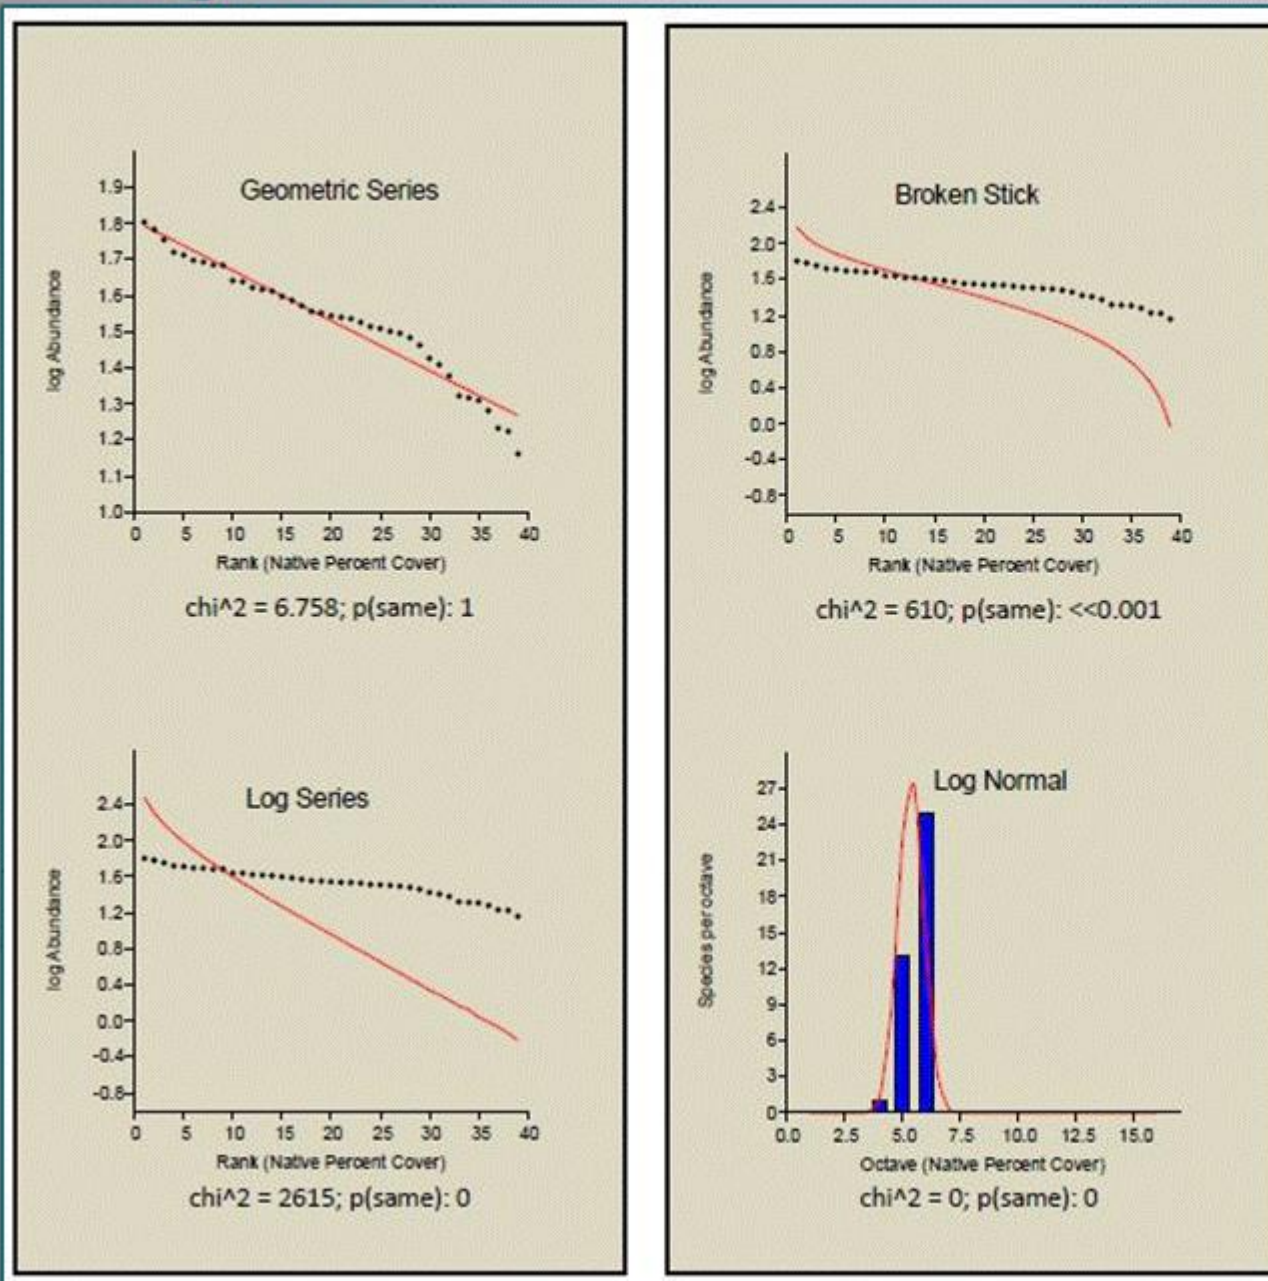 Geometric Series
log Abundance
1.9
1.8
1.7
1.6
1.5
1.4
1.3
1.2
1.1
1.0
0 5 10 15 20 25 30 35 40
Rank (Native Percent Cover)
chi^2 = 6.758; p(same): 1
Broken Stick
log Abundance
2.4
2.0
1.6
1.2
0.8
0.4
0.0
-0.4
-0.8
0 5 10 15 20 25 30 35 40
Rank (Native Percent Cover)
chi^2 = 610; p(same): <<0.001
Log Series
log Abundance
2.4
2.0
1.6
1.2
0.8
0.4
0.0
-0.4
-0.8
0 5 10 15 20 25 30 35 40
Rank (Native Percent Cover)
chi^2 = 2615; p(same): 0
Log Normal
Species per octave
27
24
21
18
15
12
9
6
3
0
0.0 2.5 5.0 7.5 10.0 12.5 15.0
Octave (Native Percent Cover)
chi^2 = 0; p(same): 0